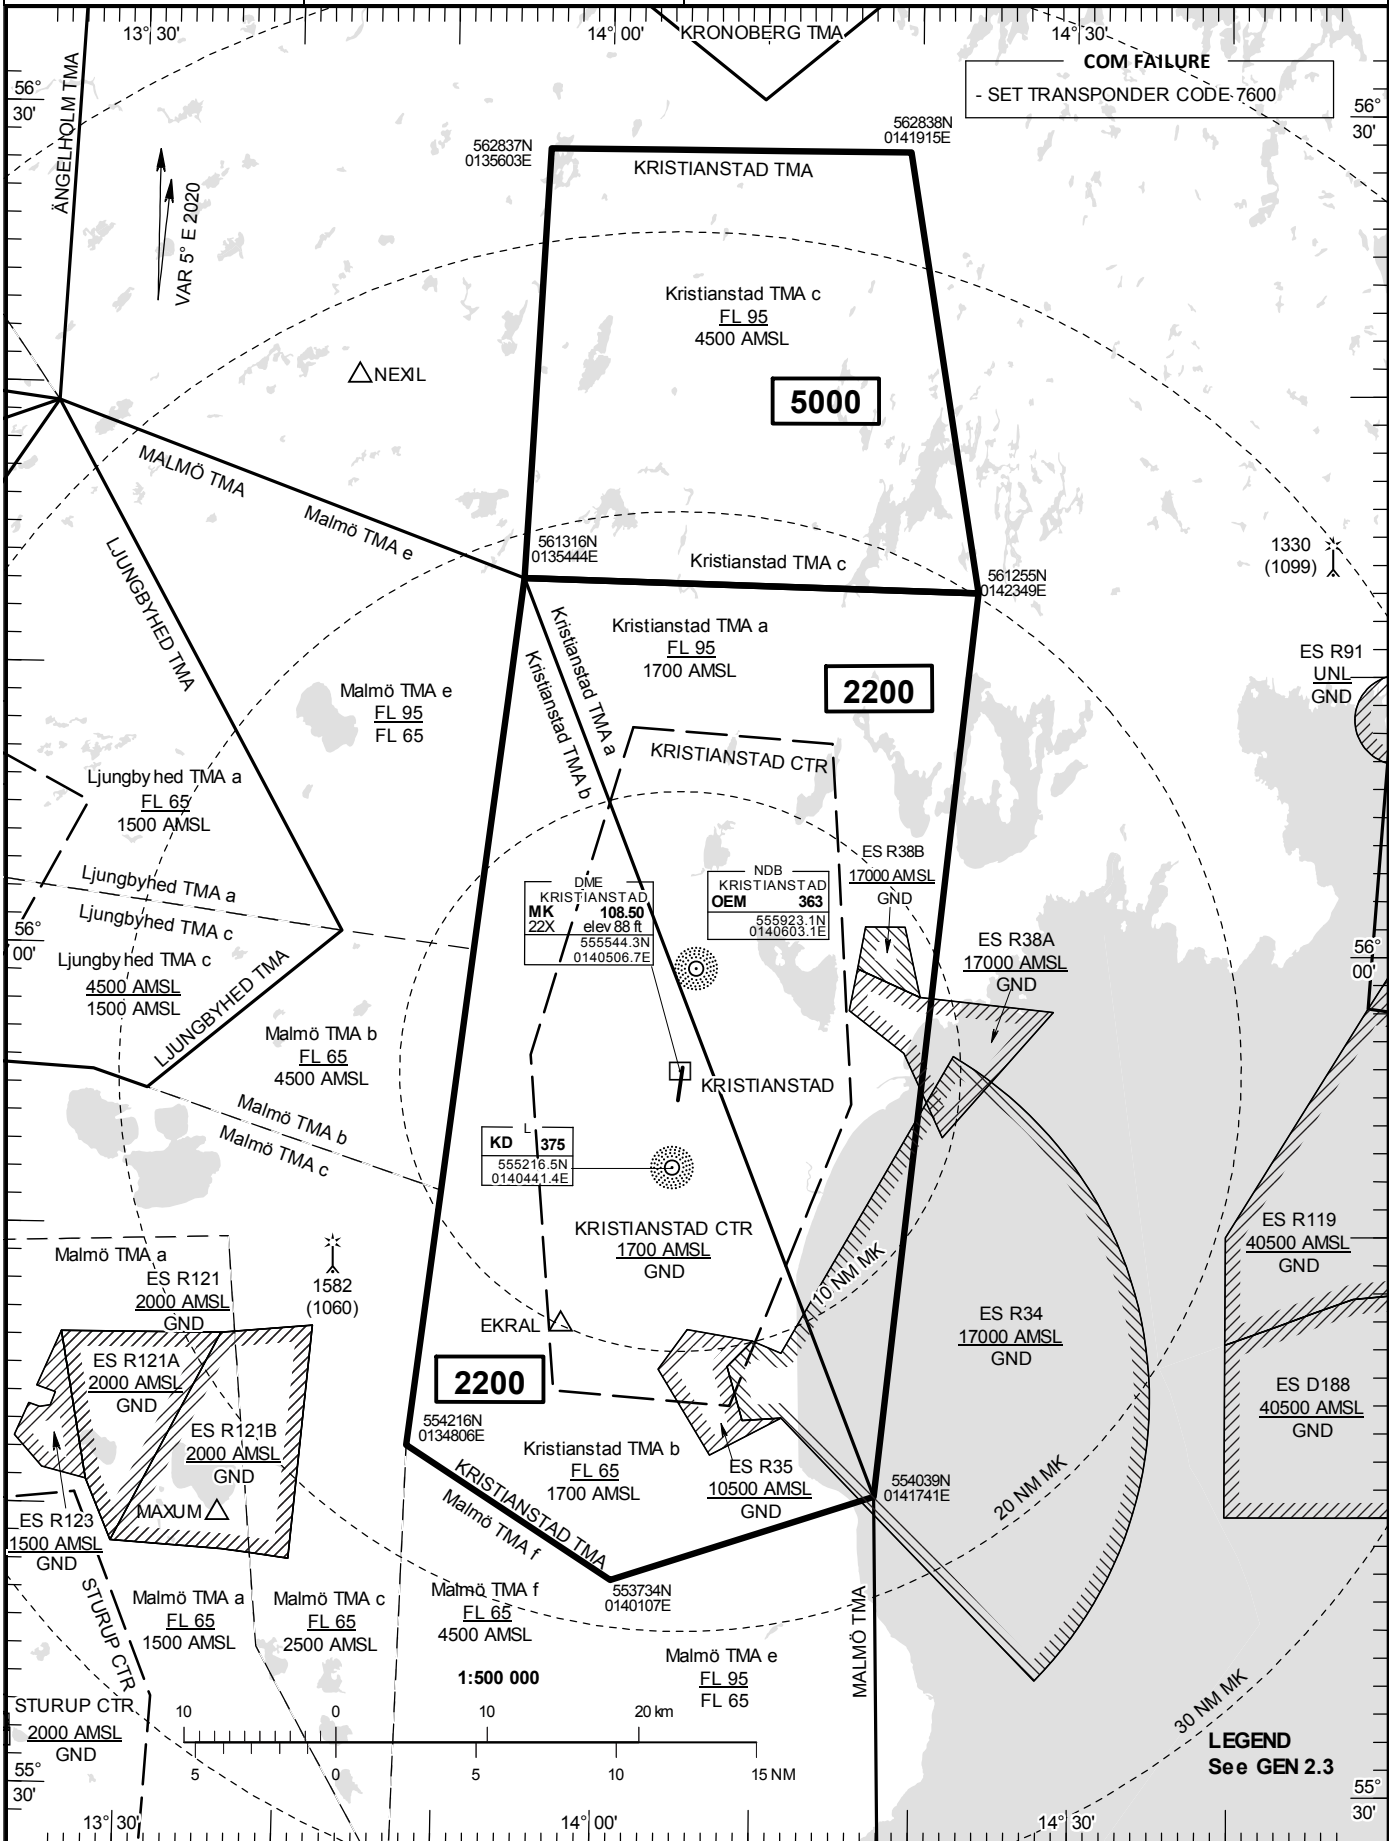 13° 30'
14° 00'
14° 30'
KRONOBERG TMA
COM FAILURE
- SET TRANSPONDER CODE 7600
56°
30'
56°
30'
ÄNGELHOLM TMA
VAR 5° E 2020
562837N
0135603E
562838N
0141915E
KRISTIANSTAD TMA
Kristianstad TMA c
FL 95
4500 AMSL
5000
NEXIL
MALMÖ TMA
Malmö TMA e
LJUNGBYHED TMA
561316N
0135444E
Kristianstad TMA c
561255N
0142349E
1330
(1099)
Kristianstad TMA a
Kristianstad TMA b
Kristianstad TMA a
FL 95
1700 AMSL
2200
ES R91
UNL
GND
Malmö TMA e
FL 95
FL 65
KRISTIANSTAD CTR
Ljungbyhed TMA a
FL 65
1500 AMSL
Ljungbyhed TMA a
Ljungbyhed TMA c
56°
00'
Ljungbyhed TMA c
4500 AMSL
1500 AMSL
LJUNGBYHED TMA
DME
KRISTIANSTAD
MK 108.50
22X elev 88 ft
555544.3N
0140506.7E
NDB
KRISTIANSTAD
OEM 363
555923.1N
0140603.1E
ES R38B
17000 AMSL
GND
ES R38A
17000 AMSL
GND
56°
00'
Malmö TMA b
FL 65
4500 AMSL
KRISTIANSTAD
Malmö TMA b
Malmö TMA c
L
KD 375
555216.5N
0140441.4E
KRISTIANSTAD CTR
1700 AMSL
GND
ES R119
40500 AMSL
GND
Malmö TMA a
1582
(1060)
ES R121
2000 AMSL
GND
10 NM MK
EKRAL
ES R34
17000 AMSL
GND
ES R121A
2000 AMSL
GND
2200
ES D188
40500 AMSL
GND
ES R121B
2000 AMSL
GND
554216N
0134806E
Kristianstad TMA b
FL 65
1700 AMSL
ES R35
10500 AMSL
GND
554039N
0141741E
MAXUM
KRISTIANSTAD TMA
Malmö TMA f
20 NM MK
ES R123
1500 AMSL
GND
STURUP CTR
553734N
0140107E
Malmö TMA a
FL 65
1500 AMSL
Malmö TMA c
FL 65
2500 AMSL
Malmö TMA f
FL 65
4500 AMSL
MALMÖ TMA
Malmö TMA e
FL 95
FL 65
1:500 000
STURUP CTR
2000 AMSL
GND
10 0 10 20 km
5 0 5 10 15 NM
30 NM MK
LEGEND
See GEN 2.3
55°
30'
55°
30'
13° 30'
14° 00'
14° 30'